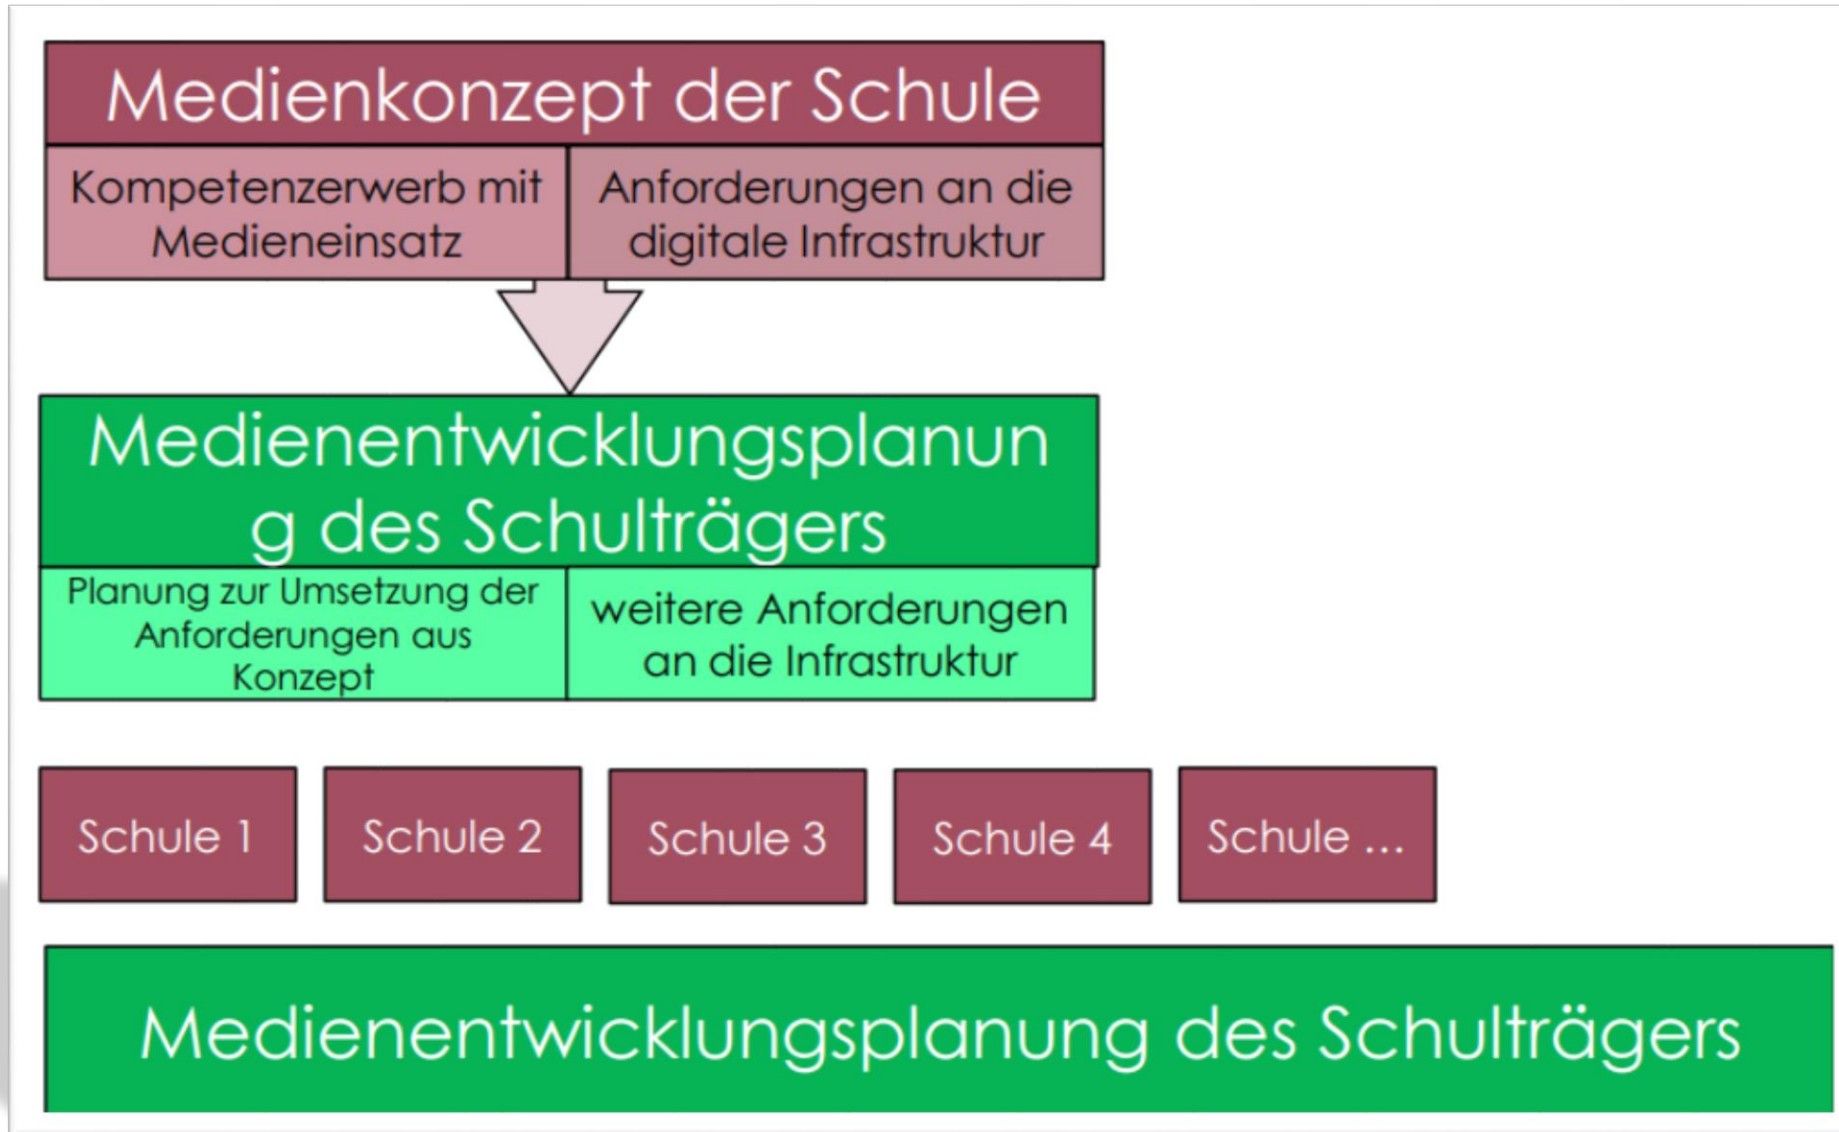 Medienkonzept der Schule
Kompetenzerwerb mit
Medieneinsatz
Anforderungen an die
digitale Infrastruktur
Medienentwicklungsplanun
g des Schulträgers
Planung zur Umsetzung der
Anforderungen aus
Konzept
weitere Anforderungen
an die Infrastruktur
Schule 1
Schule 2
Schule 3
Schule 4
Schule ...
Medienentwicklungsplanung des Schulträgers